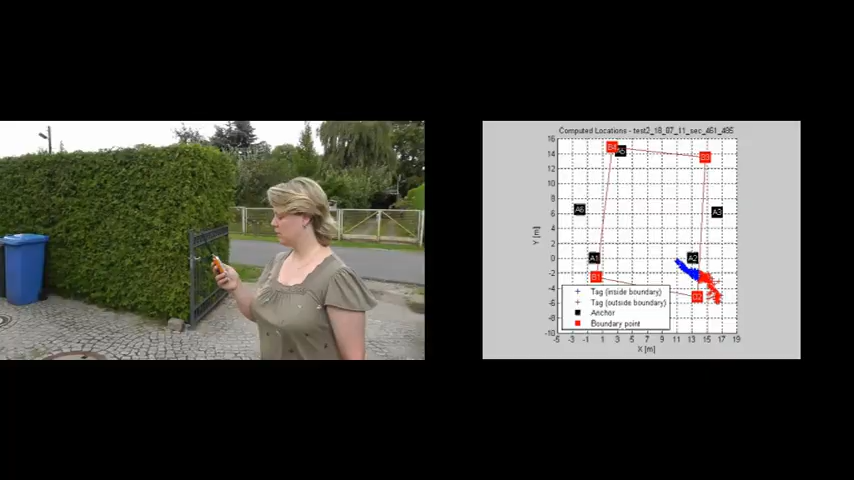 Computed Locations - test2_18_07_11_sec_461_485
16
14
12
10
8
6
4
2
0
-2
-4
-6
-8
-10
Y [m]
B4
A5
B3
A6
A3
A1
A2
B1
B2
Tag (inside boundary)
Tag (outside boundary)
Anchor
Boundary point
-5 -3 -1 1 3 5 7 9 11 13 15 17 19
X [m]